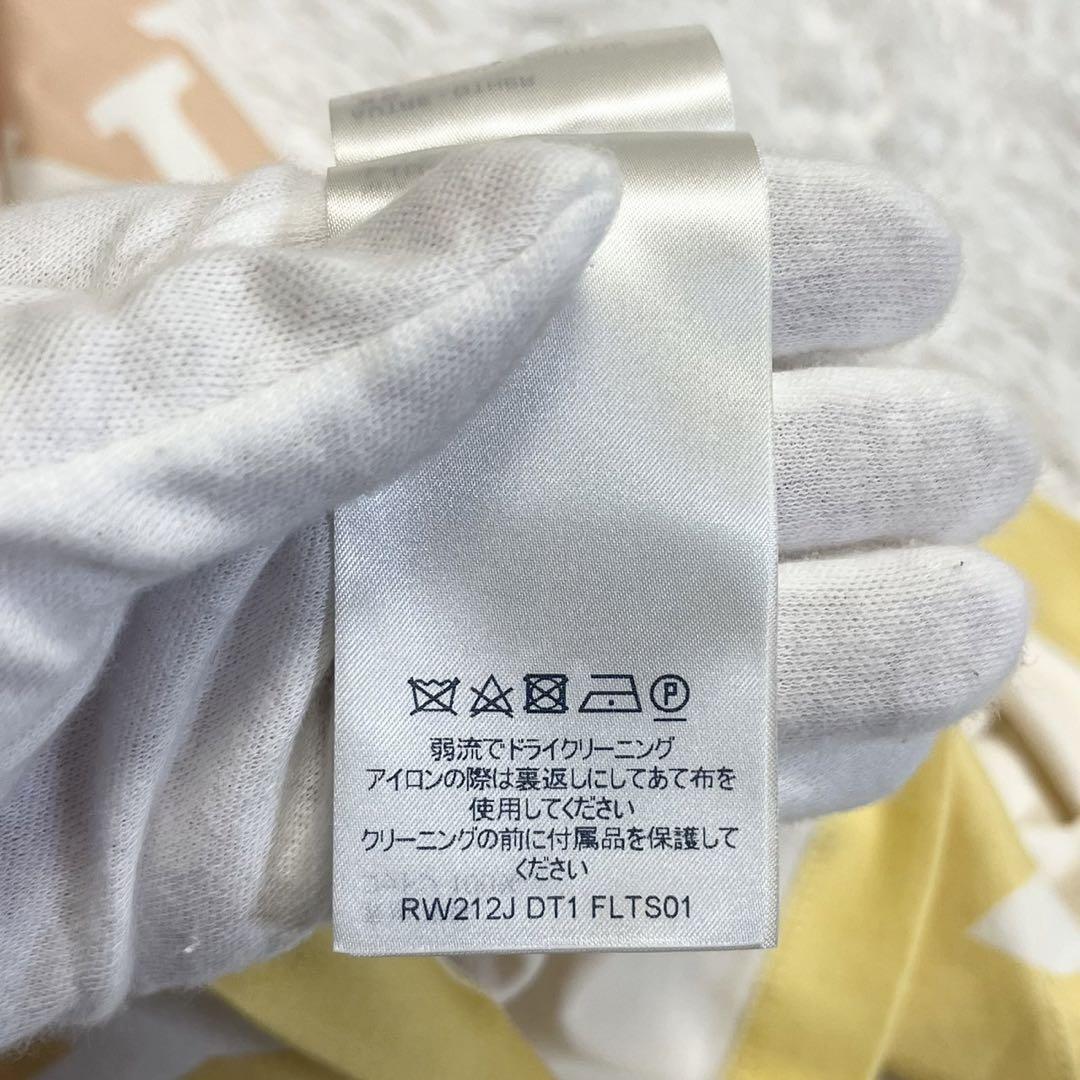 P
弱流でドライクリーニング
アイロンの際は裏返しにしてあて布を
使用してください
クリーニングの前に付属品を保護して
ください
RW212J DT1 FLTS01